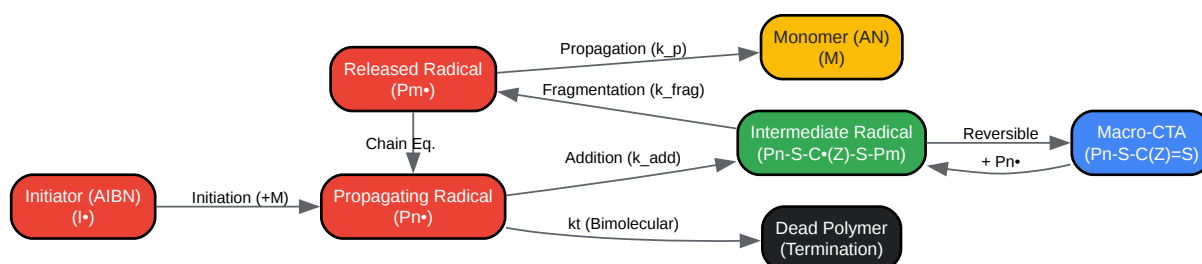 Propagation (k_p)
Monomer (AN)
(M)
Released Radical
(Pm•)
Fragmentation (k_frag)
Chain Eq.
Intermediate Radical
(Pn-S-C•(Z)-S-Pm)
Reversible
Macro-CTA
(Pn-S-C(Z)=S)
+ Pn•
Addition (k_add)
Initiator (AIBN)
(I•)
Initiation (+M)
Propagating Radical
(Pn•)
kt (Bimolecular)
Dead Polymer
(Termination)